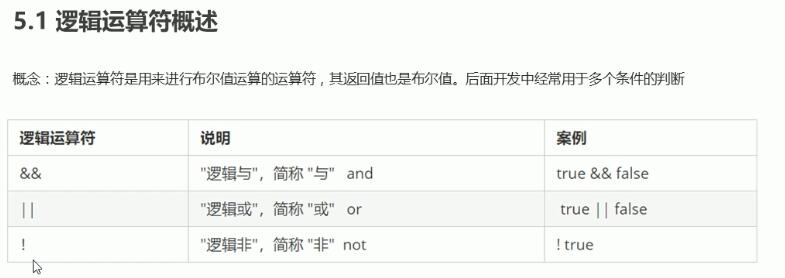 5.1 逻辑运算符概述
概念：逻辑运算符是用来进行布尔值运算的运算符，其返回值也是布尔值。后面开发中经常用于多个条件的判断
逻辑运算符 说明 案例
&& "逻辑与"，简称 "与" and true && false
|| "逻辑或"，简称 "或" or true || false
! "逻辑非"，简称 "非" not ! true